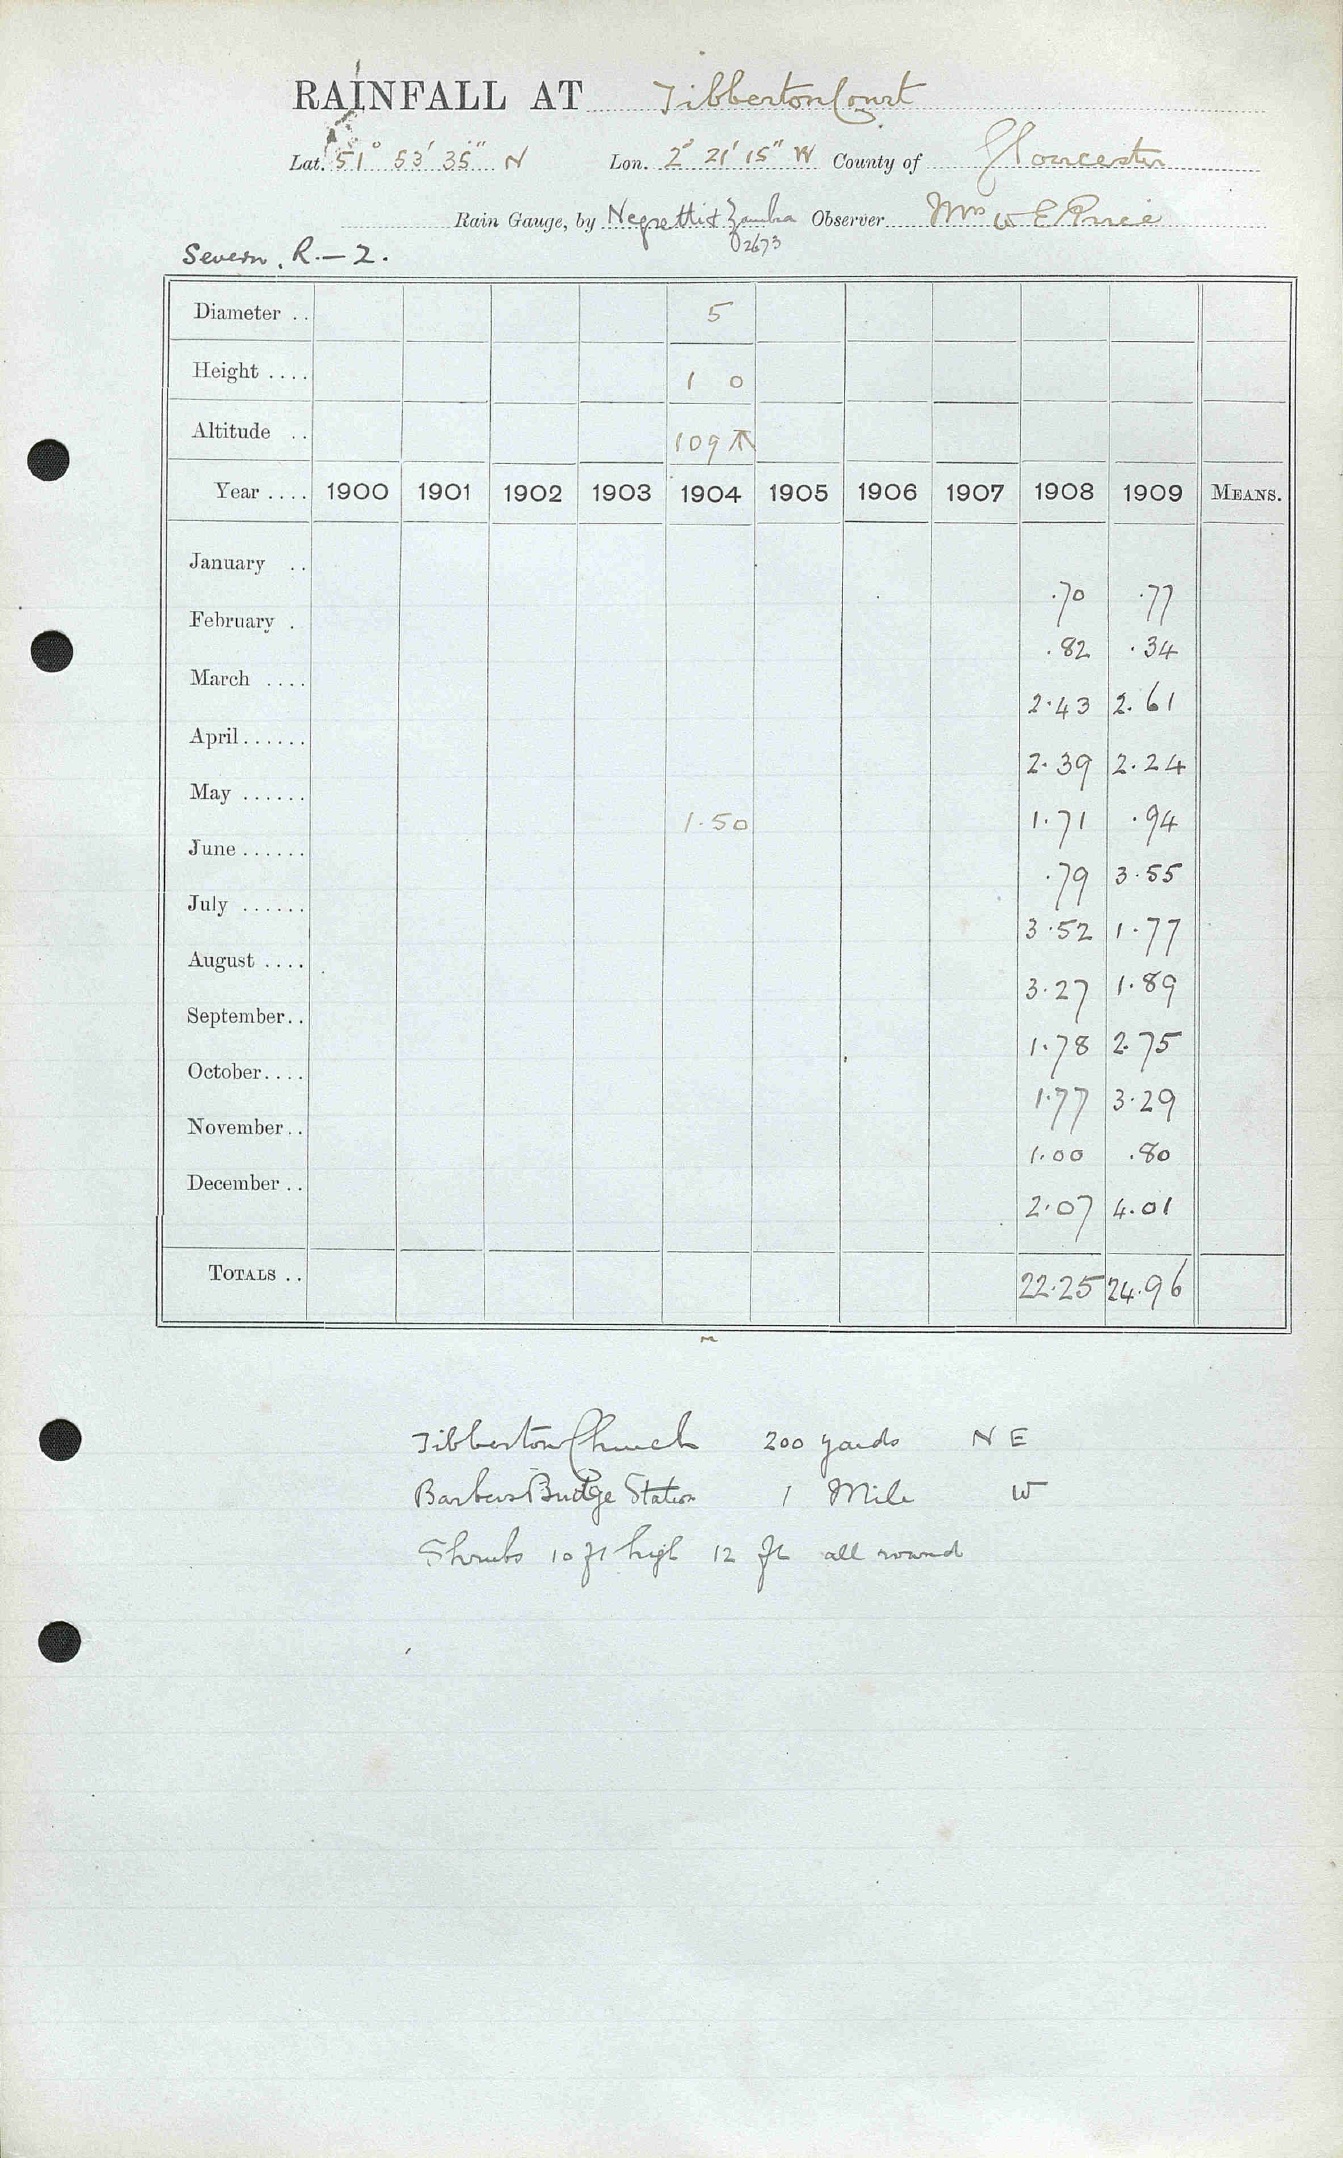 RAINFALL AT Tibberton Court
Lat. 51° 53' 35" N Lon. 2° 21' 15" W County of Gloucester
Rain Gauge, by Negretti & Zambra Observer Mrs W E Price
2673
Severn. R. — 2.
Diameter .. 5
Height .... 1 0
Altitude .. 109
Year .... 1900 1901 1902 1903 1904 1905 1906 1907 1908 1909 MEANS.
January .. .70 .77
February . .82 .34
March .... 2.43 2.61
April...... 2.39 2.24
May ...... 1.50 1.71 .94
June ...... .79 3.55
July ...... 3.52 1.77
August .... 3.27 1.89
September.. 1.78 2.75
October.... 1.77 3.29
November.. 1.00 .80
December .. 2.07 4.01
TOTALS .. 22.25 24.96
Tibberton Church 200 yards N E
Barbers Bridge Station 1 Mile W
Shrubs 10 ft high 12 ft all round